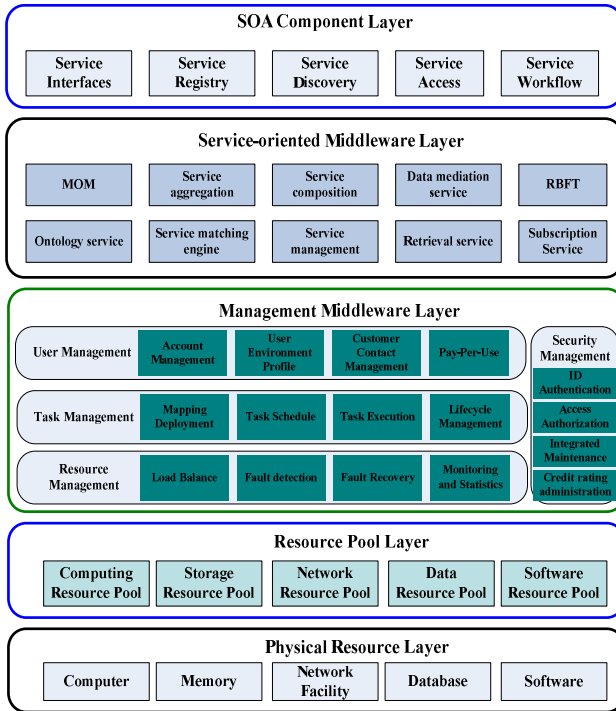 SOA Component Layer
Service
Interfaces
Service
Registry
Service
Discovery
Service
Access
Service
Workflow
Service-oriented Middleware Layer
MOM
Service
aggregation
Service
composition
Data mediation
service
RBFT
Ontology service
Service matching
engine
Service
management
Retrieval service
Subscription
Service
Management Middleware Layer
User Management
Account
Management
User
Environment
Profile
Customer
Contact
Management
Pay-Per-Use
Task Management
Mapping
Deployment
Task Schedule
Task Execution
Lifecycle
Management
Resource
Management
Load Balance
Fault detection
Fault Recovery
Monitoring
and Statistics
Security
Management
ID
Authentication
Access
Authorization
Integrated
Maintenance
Credit rating
administration
Resource Pool Layer
Computing
Resource Pool
Storage
Resource Pool
Network
Resource Pool
Data
Resource Pool
Software
Resource Pool
Physical Resource Layer
Computer
Memory
Network
Facility
Database
Software